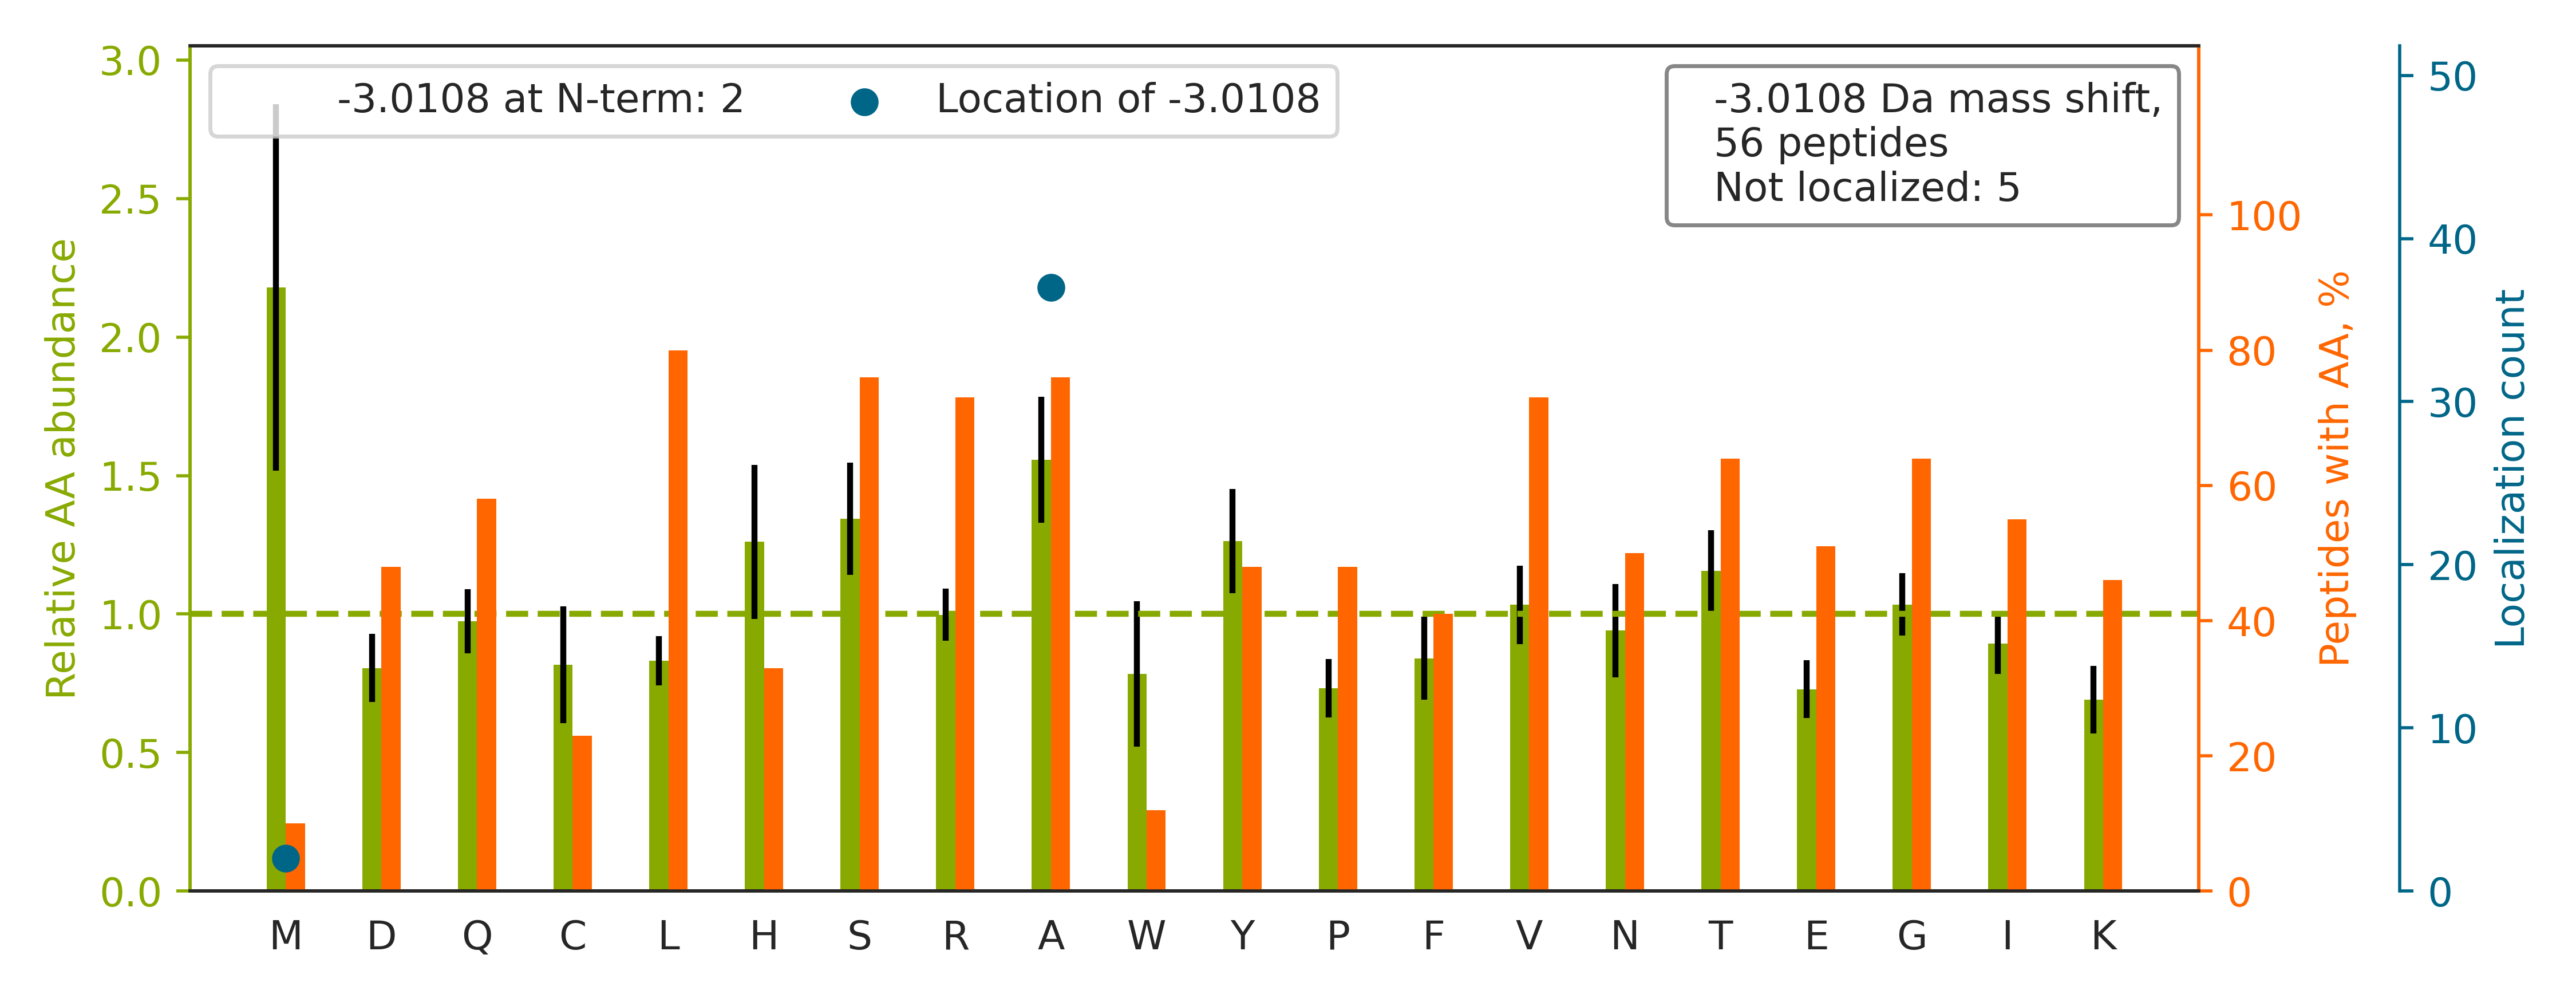 -3.0108 at N-term: 2
Location of -3.0108
-3.0108 Da mass shift,
56 peptides
Not localized: 5
Relative AA abundance
3.0
2.5
2.0
1.5
1.0
0.5
0.0
Peptides with AA, %
100
80
60
40
20
0
Localization count
50
40
30
20
10
0
M D Q C L H S R A W Y P F V N T E G I K